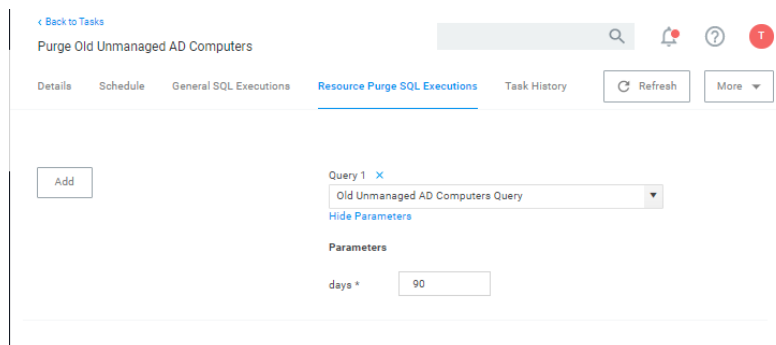 ‹ Back to Tasks
Purge Old Unmanaged AD Computers
T
Details Schedule General SQL Executions Resource Purge SQL Executions Task History Refresh More
Add
Query 1 ×
Old Unmanaged AD Computers Query
Hide Parameters
Parameters
days * 90